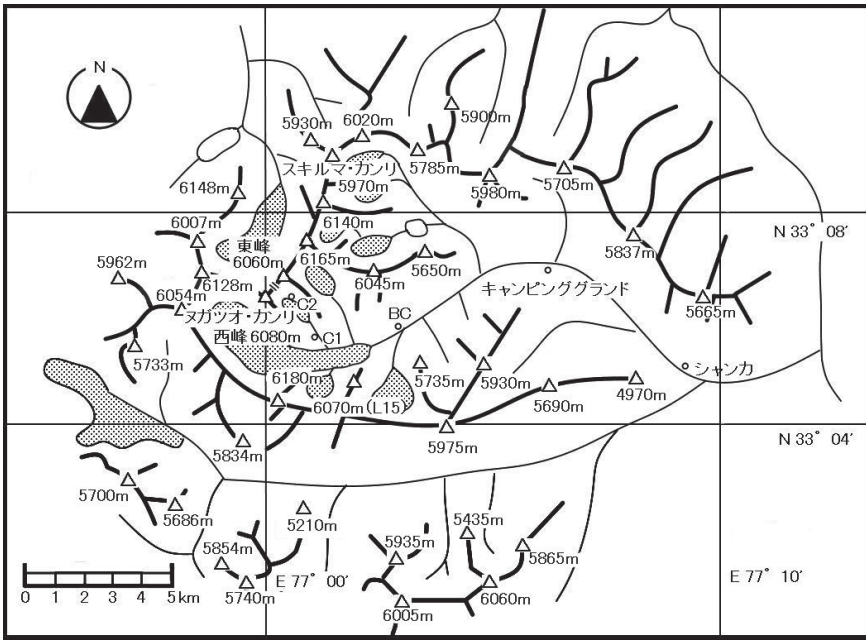 N
6020m
5930m
5900m
スキルマ・カンリ
5970m
5785m
5980m
5705m
6148m
6140m
6007m
N 33° 08′
東峰
6060m
6165m
5650m
5837m
5962m
6128m
6045m
キャンピンググランド
6054m
C2
5665m
ヌガツオ・カンリ
BC
西峰 6080m
C1
シャンカ
5733m
6180m
5735m
5930m
6070m(L15)
5690m
4970m
5834m
5975m
N 33° 04′
5700m
5686m
5210m
5435m
5935m
5865m
5854m
E 77° 00′
E 77° 10′
5740m
6060m
6005m
0 1 2 3 4 5km